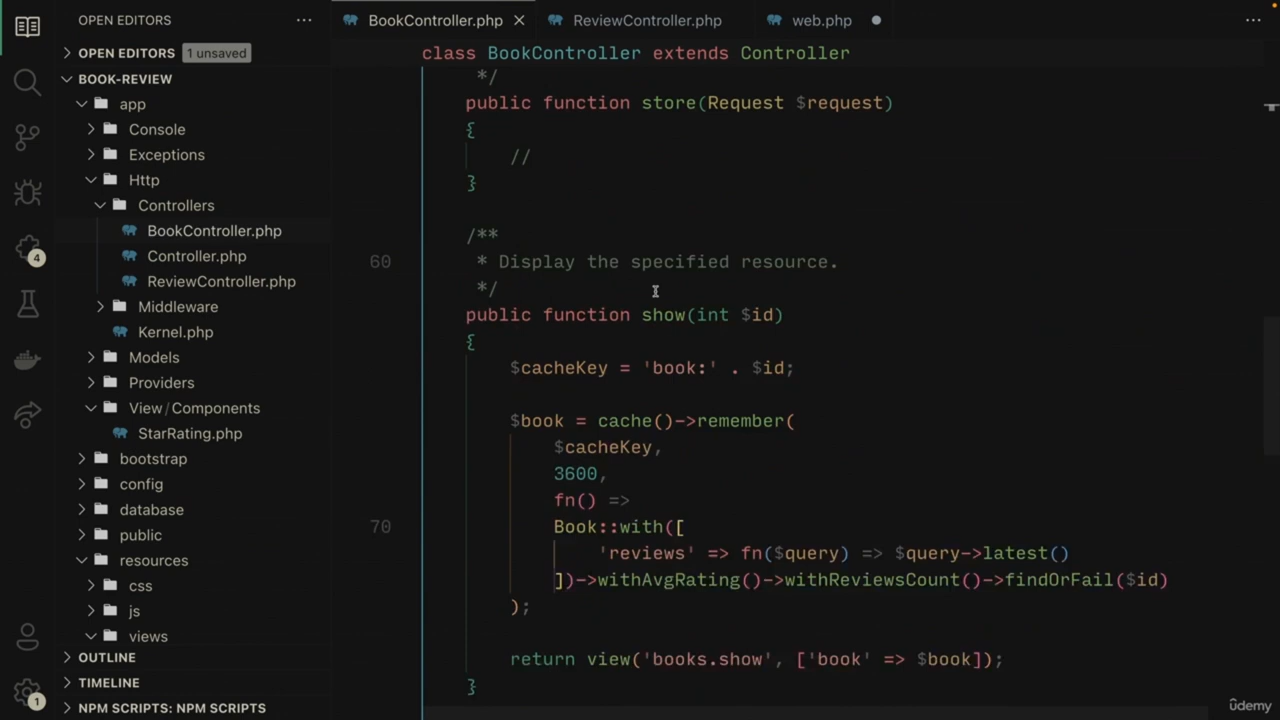 OPEN EDITORS
OPEN EDITORS 1 unsaved
BOOK-REVIEW
app
Console
Exceptions
Http
Controllers
BookController.php
Controller.php
ReviewController.php
Middleware
Kernel.php
Models
Providers
View/Components
StarRating.php
bootstrap
config
database
public
resources
css
js
views
OUTLINE
TIMELINE
NPM SCRIPTS: NPM SCRIPTS
4
1
BookController.php
ReviewController.php
web.php
class BookController extends Controller
*/
public function store(Request $request)
{
//
}
/**
60 * Display the specified resource.
*/
public function show(int $id)
{
$cacheKey = 'book:' . $id;
$book = cache()->remember(
$cacheKey,
3600,
fn() =>
70 Book::with([
'reviews' => fn($query) => $query->latest()
])->withAvgRating()->withReviewsCount()->findOrFail($id)
);
return view('books.show', ['book' => $book]);
}
ûdemy